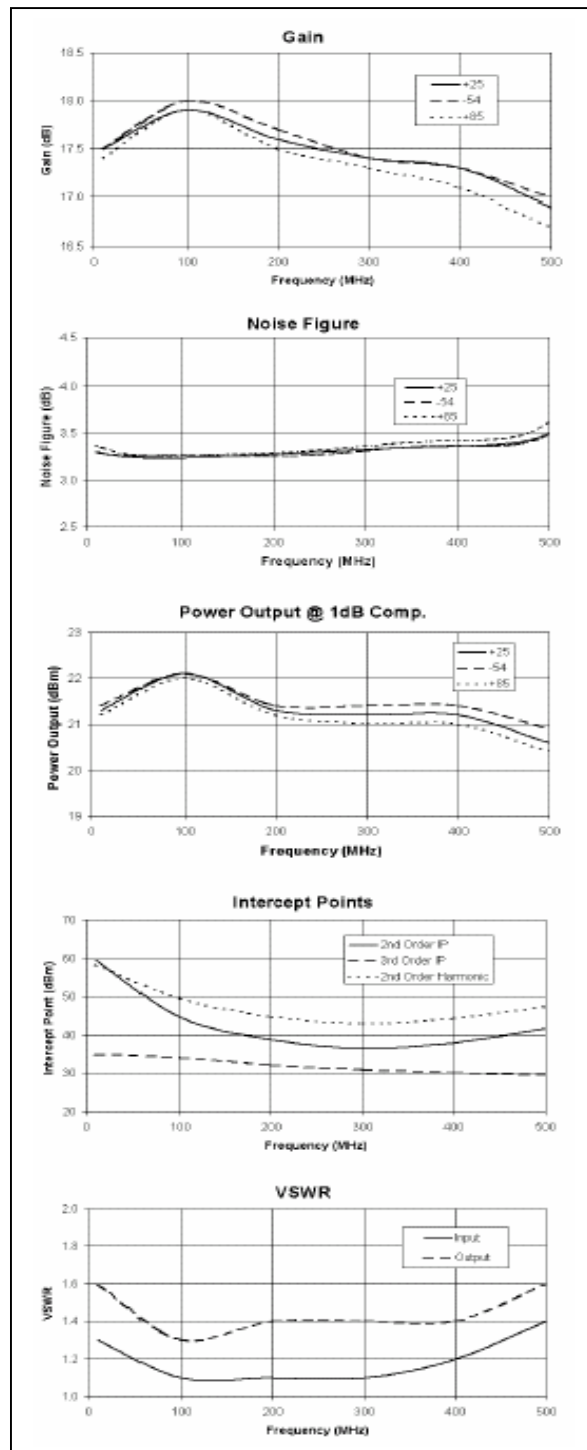 Gain
18.5
18.0
17.5
17.0
16.5
Gain (dB)
+25
-54
+85
0 100 200 300 400 500
Frequency (MHz)
Noise Figure
4.5
4.0
3.5
3.0
2.5
Noise Figure (dB)
+25
-54
+85
0 100 200 300 400 500
Frequency (MHz)
Power Output @ 1dB Comp.
23
22
21
20
19
Power Output (dBm)
+25
-54
+85
0 100 200 300 400 500
Frequency (MHz)
Intercept Points
70
60
50
40
30
20
Intercept Point (dBm)
2nd Order IP
3rd Order IP
2nd Order Harmonic
0 100 200 300 400 500
Frequency (MHz)
VSWR
2.0
1.8
1.6
1.4
1.2
1.0
VSWR
Input
Output
0 100 200 300 400 500
Frequency (MHz)